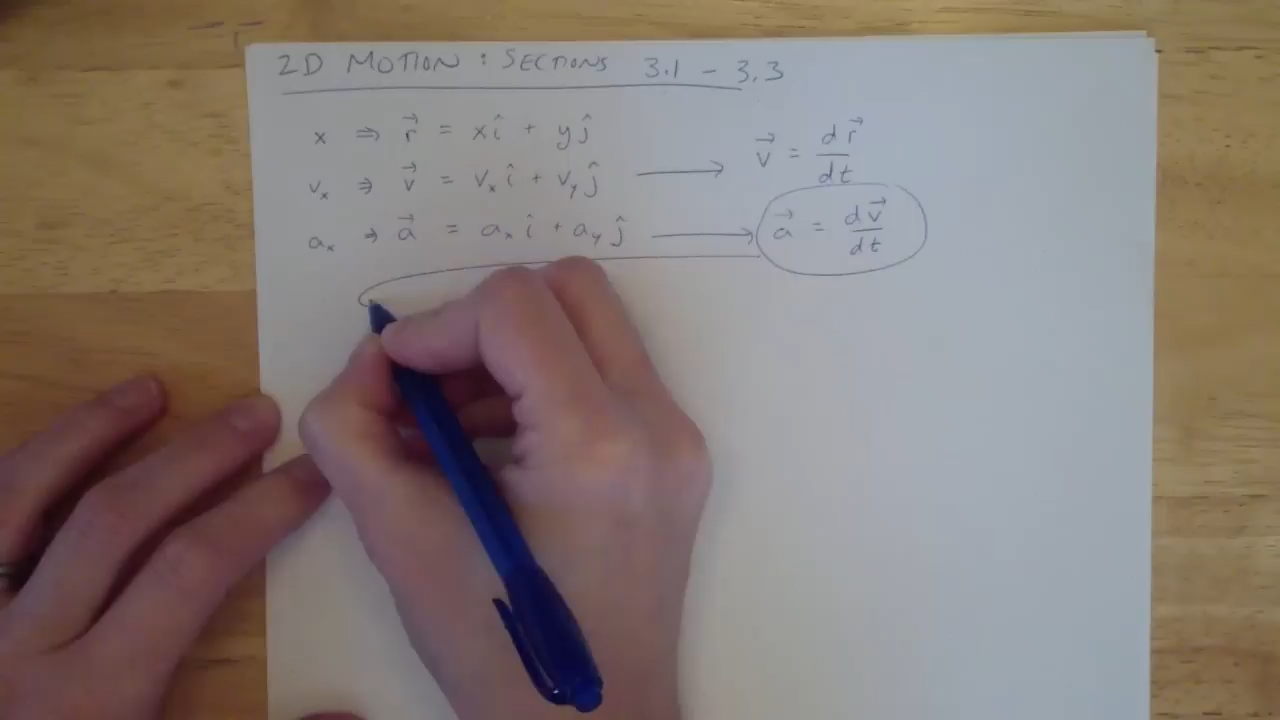 2D MOTION : SECTIONS 3.1 – 3.3
x ⇒ r⃗ = xî + yĵ
v⃗ = dr⃗/dt
vₓ ⇒ v⃗ = vₓî + v_yĵ →
aₓ ⇒ a⃗ = aₓî + a_yĵ → a⃗ = dv⃗/dt